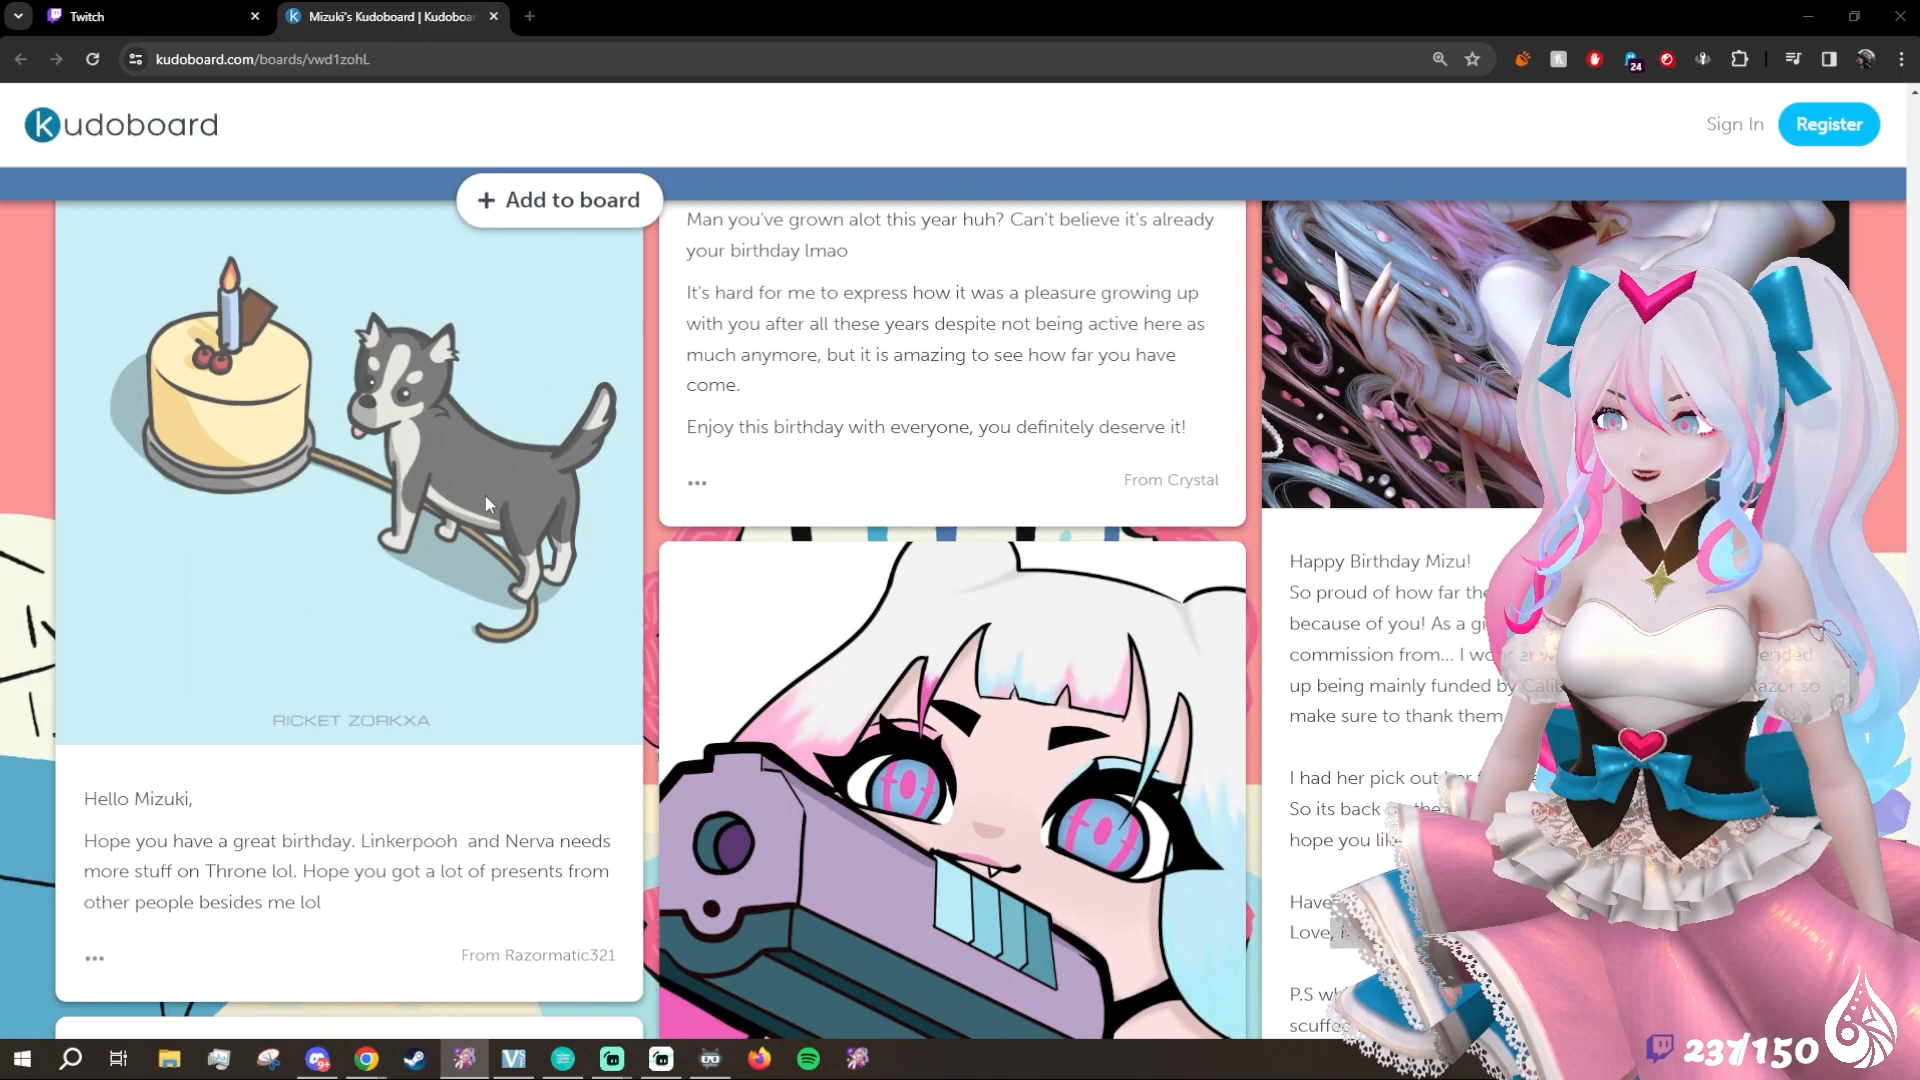 Twitch
Mizuki's Kudoboard | Kudoboar
kudoboard.com/boards/vwd1zohL
24
kudoboard
Sign In
Register
+ Add to board
RICKET ZORKXA
Hello Mizuki,
Hope you have a great birthday. Linkerpooh and Nerva needs
more stuff on Throne lol. Hope you got a lot of presents from
other people besides me lol
From Razormatic321
Man you've grown alot this year huh? Can't believe it's already
your birthday lmao
It's hard for me to express how it was a pleasure growing up
with you after all these years despite not being active here as
much anymore, but it is amazing to see how far you have
come.
Enjoy this birthday with everyone, you definitely deserve it!
From Crystal
Happy Birthday Mizu!
So proud of how far
because of you! As a
commission from... I ended
up being mainly funded by Razor so
make sure to thank them
I had her pick out
So its back the
hope you
Have
Love,
P.S
237/150